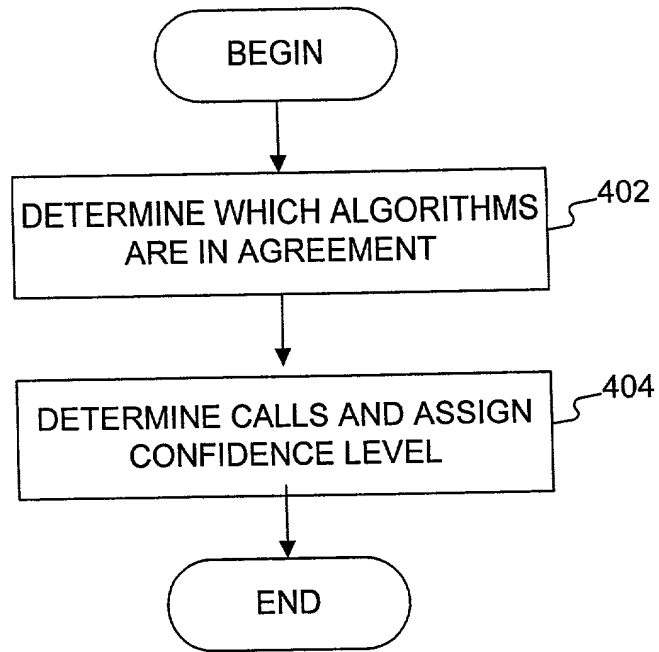 BEGIN
DETERMINE WHICH ALGORITHMS
ARE IN AGREEMENT
402
DETERMINE CALLS AND ASSIGN
CONFIDENCE LEVEL
404
END